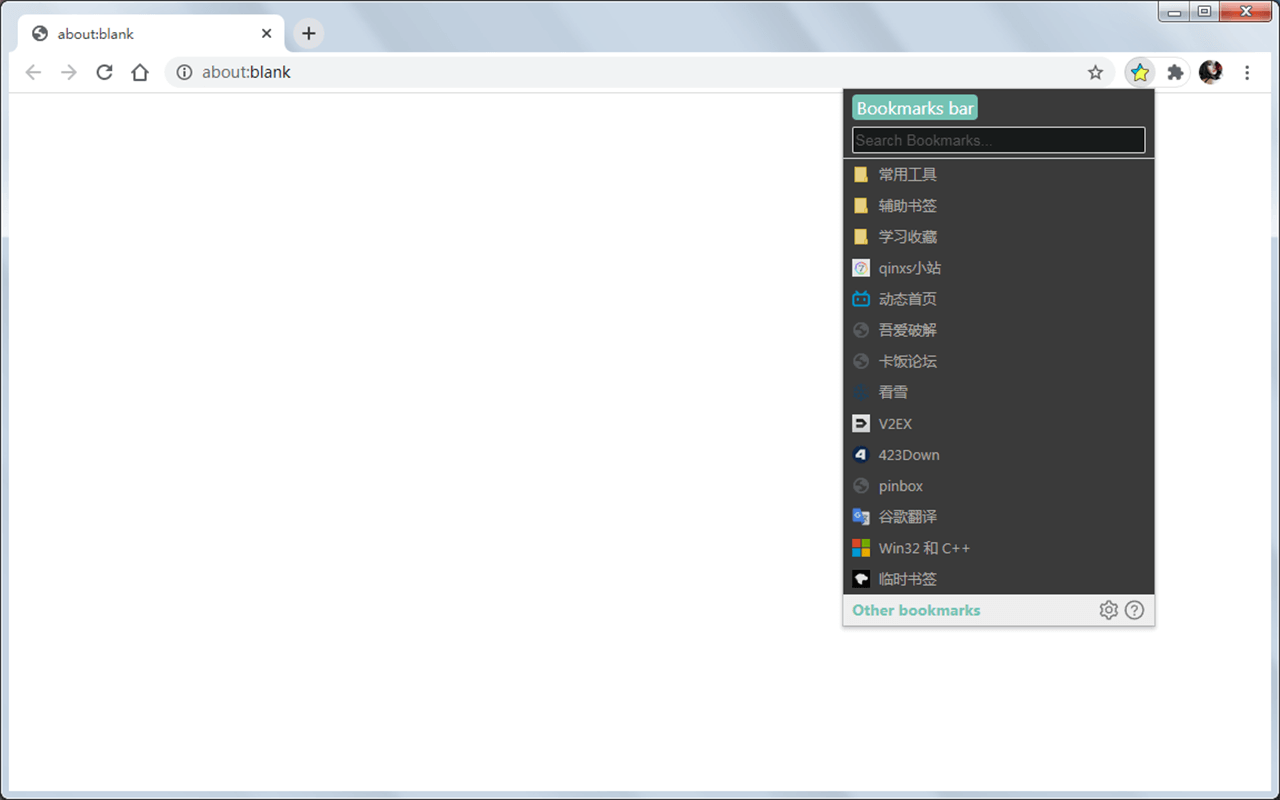 about:blank
about:blank
Bookmarks bar
Search Bookmarks...
常用工具
辅助书签
学习收藏
qinxs小站
动态首页
吾爱破解
卡饭论坛
看雪
V2EX
423Down
pinbox
谷歌翻译
Win32 和 C++
临时书签
Other bookmarks